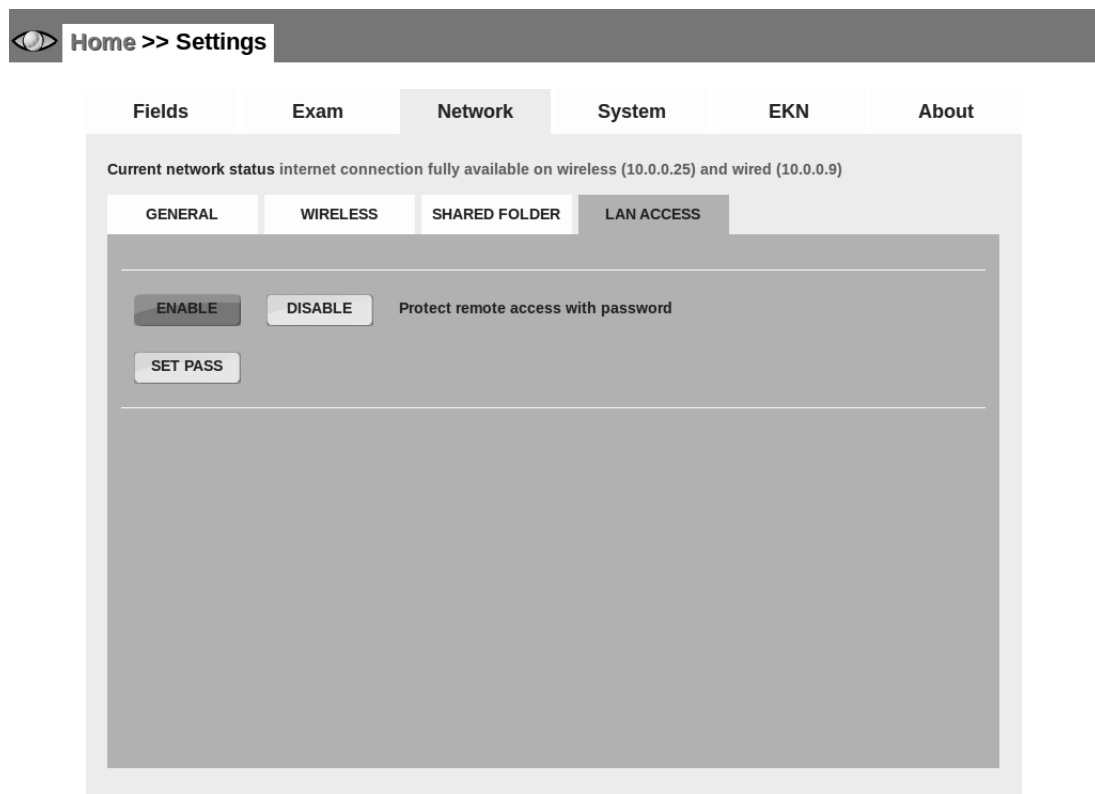 Home >> Settings
Fields Exam Network System EKN About
Current network status internet connection fully available on wireless (10.0.0.25) and wired (10.0.0.9)
GENERAL WIRELESS SHARED FOLDER LAN ACCESS
ENABLE DISABLE Protect remote access with password
SET PASS